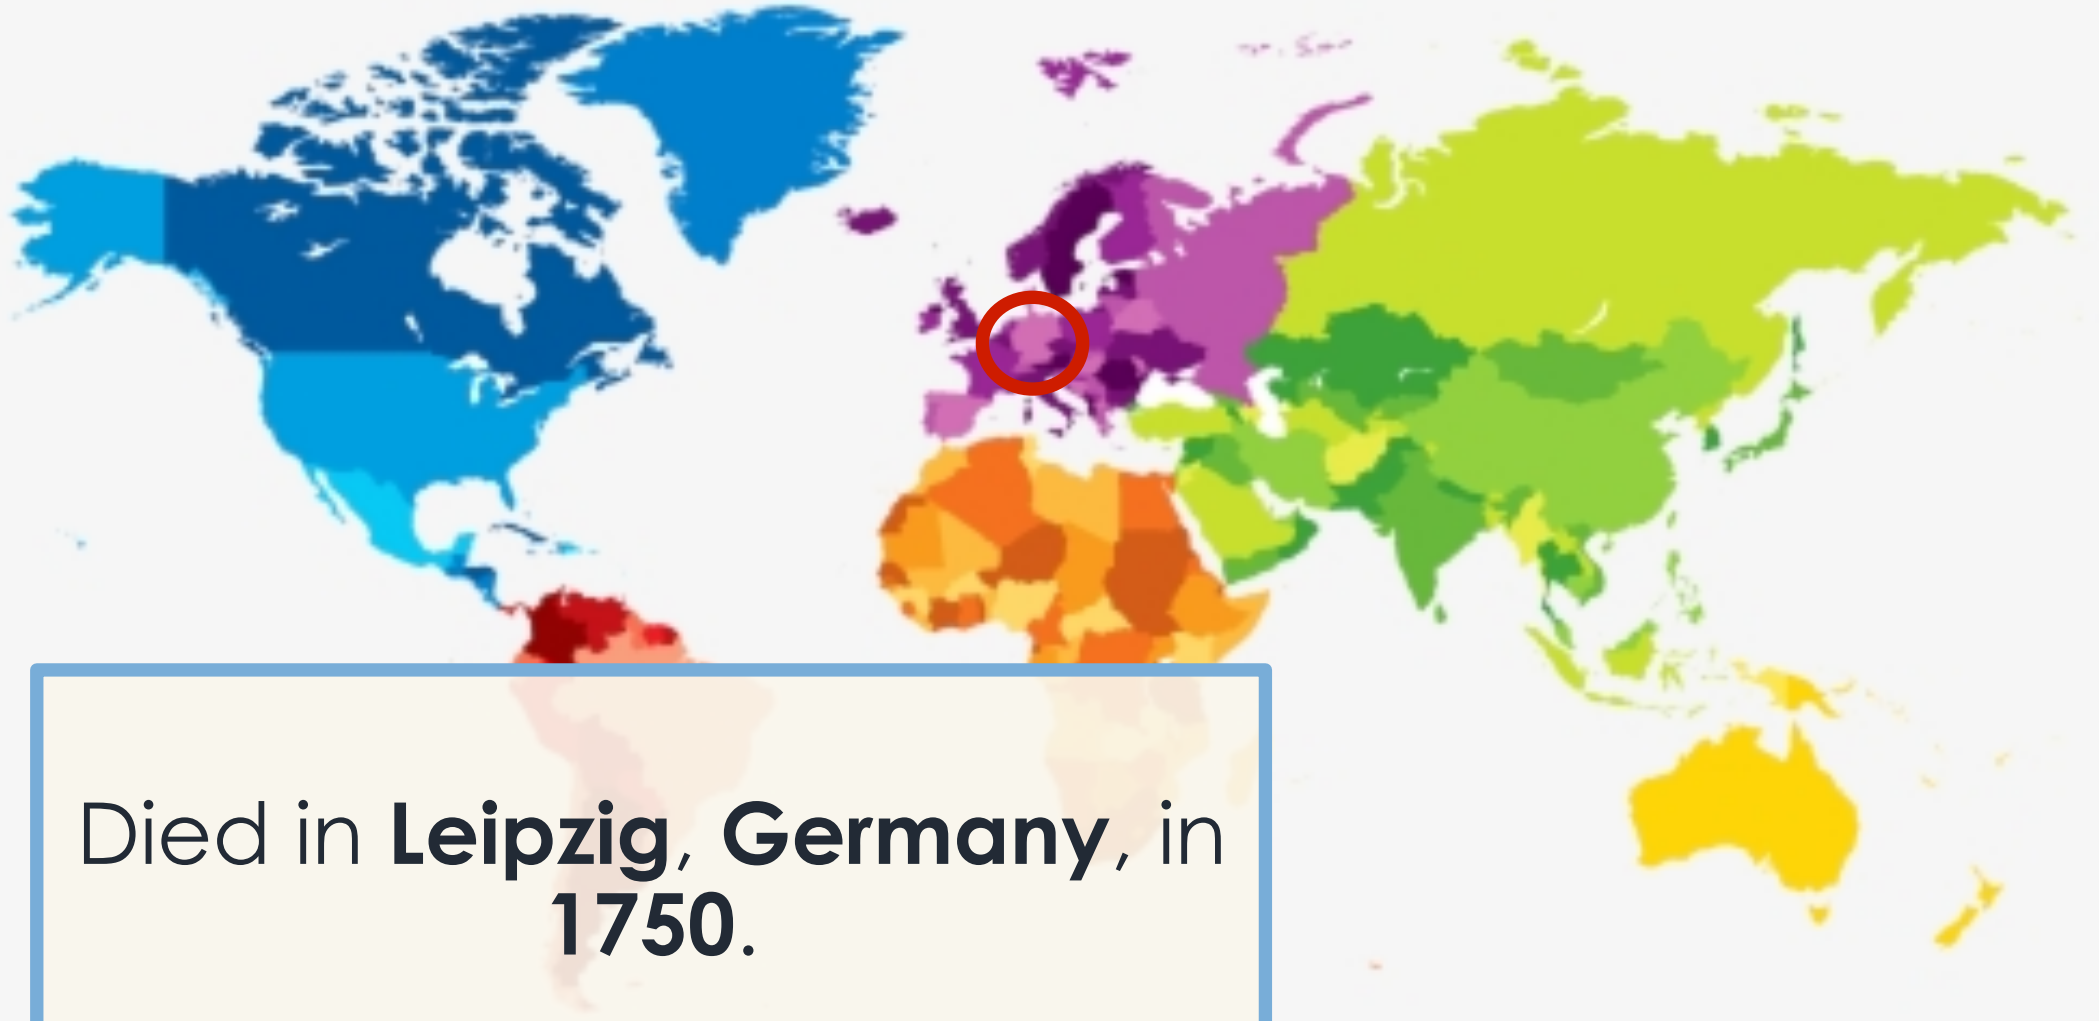 Died in Leipzig, Germany, in
1750.